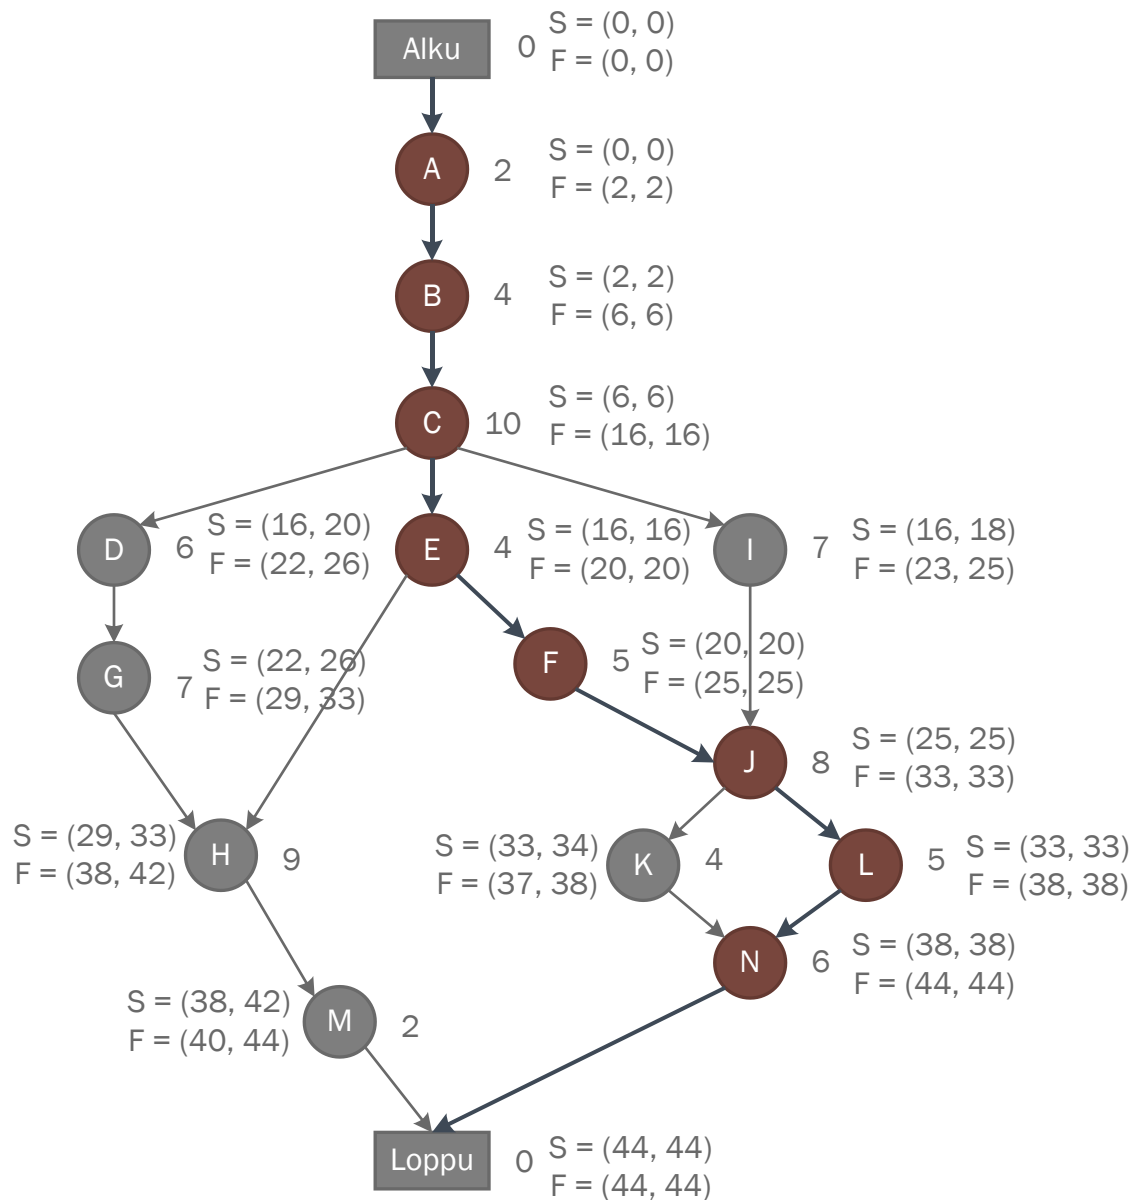 Alku
0
S = (0, 0)
F = (0, 0)
A
2
S = (0, 0)
F = (2, 2)
B
4
S = (2, 2)
F = (6, 6)
C
10
S = (6, 6)
F = (16, 16)
D
6
S = (16, 20)
F = (22, 26)
E
4
S = (16, 16)
F = (20, 20)
I
7
S = (16, 18)
F = (23, 25)
G
7
S = (22, 26)
F = (29, 33)
F
5
S = (20, 20)
F = (25, 25)
J
8
S = (25, 25)
F = (33, 33)
S = (29, 33)
F = (38, 42)
H
9
S = (33, 34)
F = (37, 38)
K
4
L
5
S = (33, 33)
F = (38, 38)
N
6
S = (38, 38)
F = (44, 44)
S = (38, 42)
F = (40, 44)
M
2
Loppu
0
S = (44, 44)
F = (44, 44)